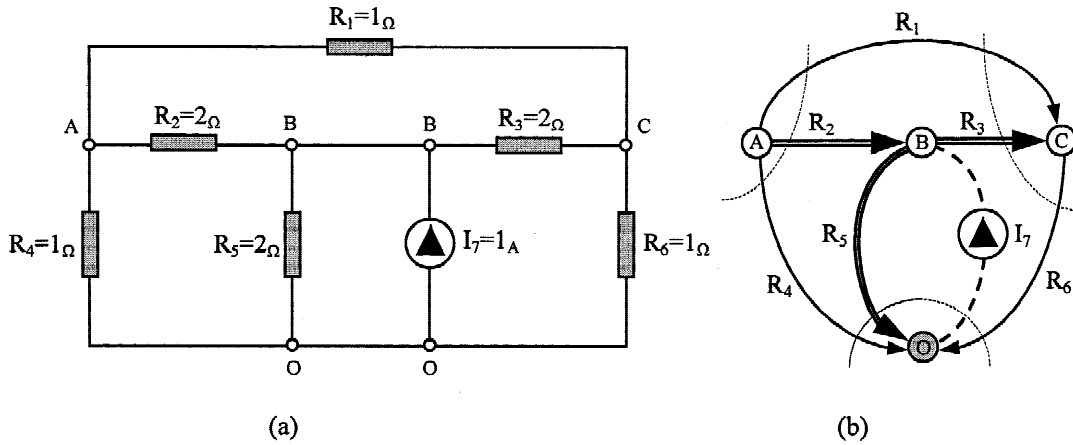 R₁=1Ω
A
R₂=2Ω
B
B
R₃=2Ω
C
R₄=1Ω
R₅=2Ω
I₇=1A
R₆=1Ω
O
O
(a)
R₁
A
R₂
B
R₃
C
R₅
I₇
R₄
R₆
O
(b)